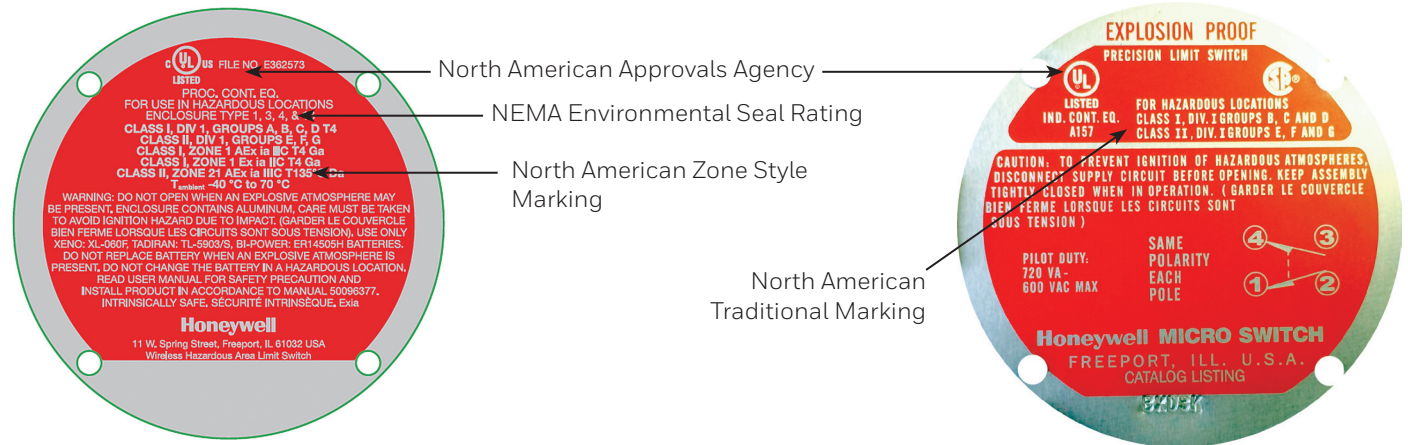 C UL US FILE NO. E362573
LISTED
PROC. CONT. EQ.
FOR USE IN HAZARDOUS LOCATIONS
ENCLOSURE TYPE 1, 3, 4, &
CLASS I, DIV 1, GROUPS A, B, C, D T4
CLASS II, DIV 1, GROUPS E, F, G
CLASS I, ZONE 1 AEx ia IIC T4 Ga
CLASS I, ZONE 1 Ex ia IIC T4 Ga
CLASS II, ZONE 21 AEx ia IIIC T135° Da
Tambient -40 °C to 70 °C
WARNING: DO NOT OPEN WHEN AN EXPLOSIVE ATMOSPHERE MAY
BE PRESENT, ENCLOSURE CONTAINS ALUMINUM, CARE MUST BE TAKEN
TO AVOID IGNITION HAZARD DUE TO IMPACT, (GARDER LE COUVERCLE
BIEN FERME LORSQUE LES CIRCUITS SONT SOUS TENSION), USE ONLY
XENO: XL-060F, TADIRAN: TL-5903/S, BI-POWER: ER14505H BATTERIES.
DO NOT REPLACE BATTERY WHEN AN EXPLOSIVE ATMOSPHERE IS
PRESENT, DO NOT CHANGE THE BATTERY IN A HAZARDOUS LOCATION,
READ USER MANUAL FOR SAFETY PRECAUTION AND
INSTALL PRODUCT IN ACCORDANCE TO MANUAL 50096377.
INTRINSICALLY SAFE, SÉCURITÉ INTRINSÈQUE, Exia
Honeywell
11 W. Spring Street, Freeport, IL 61032 USA
Wireless Hazardous Area Limit Switch
North American Approvals Agency
NEMA Environmental Seal Rating
North American Zone Style
Marking
North American
Traditional Marking
EXPLOSION PROOF
PRECISION LIMIT SWITCH
UL
LISTED
IND. CONT. EQ.
A157
SA ®
FOR HAZARDOUS LOCATIONS
CLASS I, DIV. I GROUPS B, C AND D
CLASS II, DIV. I GROUPS E, F AND G
CAUTION: TO PREVENT IGNITION OF HAZARDOUS ATMOSPHERES,
DISCONNECT SUPPLY CIRCUIT BEFORE OPENING. KEEP ASSEMBLY
TIGHTLY CLOSED WHEN IN OPERATION. ( GARDER LE COUVERCLE
BIEN FERME LORSQUE LES CIRCUITS SONT
SOUS TENSION )
PILOT DUTY:
720 VA -
600 VAC MAX
SAME
POLARITY
EACH
POLE
4 3
1 2
Honeywell MICRO SWITCH
FREEPORT, ILL. U.S.A.
CATALOG LISTING